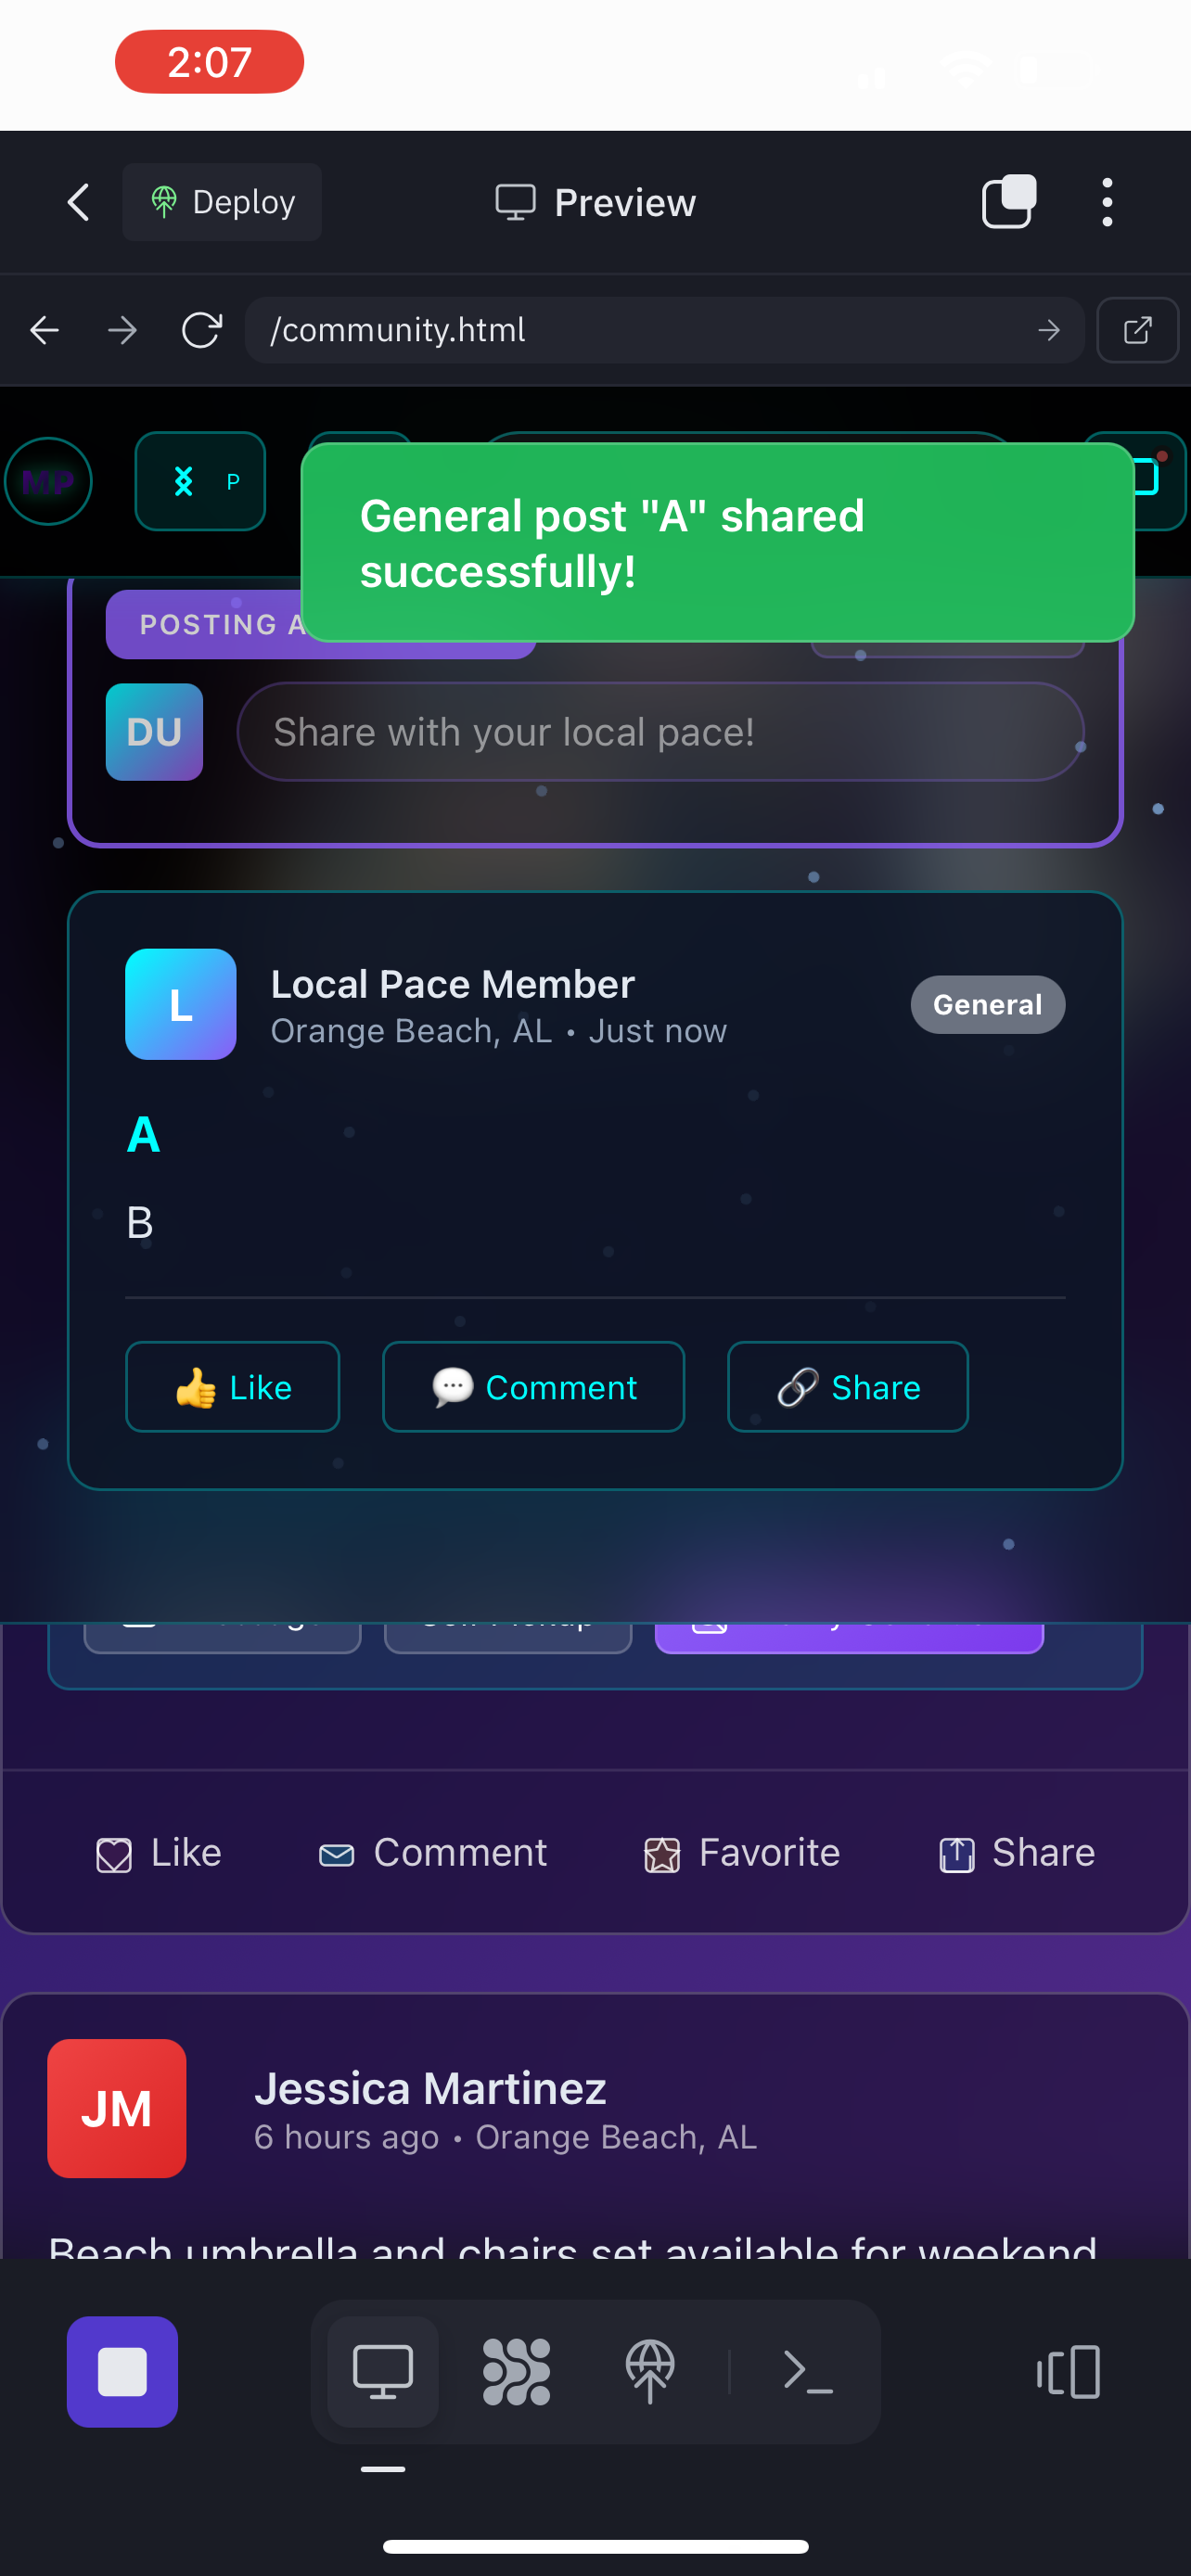 2:07
Deploy
Preview
/community.html
MP
P
General post "A" shared
successfully!
POSTING A
DU
Share with your local pace!
L
Local Pace Member
General
Orange Beach, AL • Just now
A
B
👍 Like
💬 Comment
🔗 Share
Like
Comment
Favorite
Share
JM
Jessica Martinez
6 hours ago • Orange Beach, AL
Beach umbrella and chairs set available for weekend